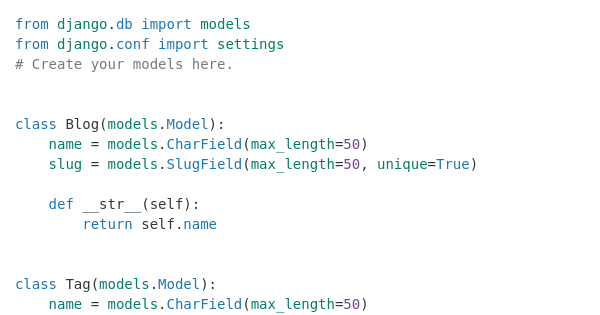 from django.db import models
from django.conf import settings
# Create your models here.


class Blog(models.Model):
    name = models.CharField(max_length=50)
    slug = models.SlugField(max_length=50, unique=True)

    def __str__(self):
        return self.name


class Tag(models.Model):
    name = models.CharField(max_length=50)